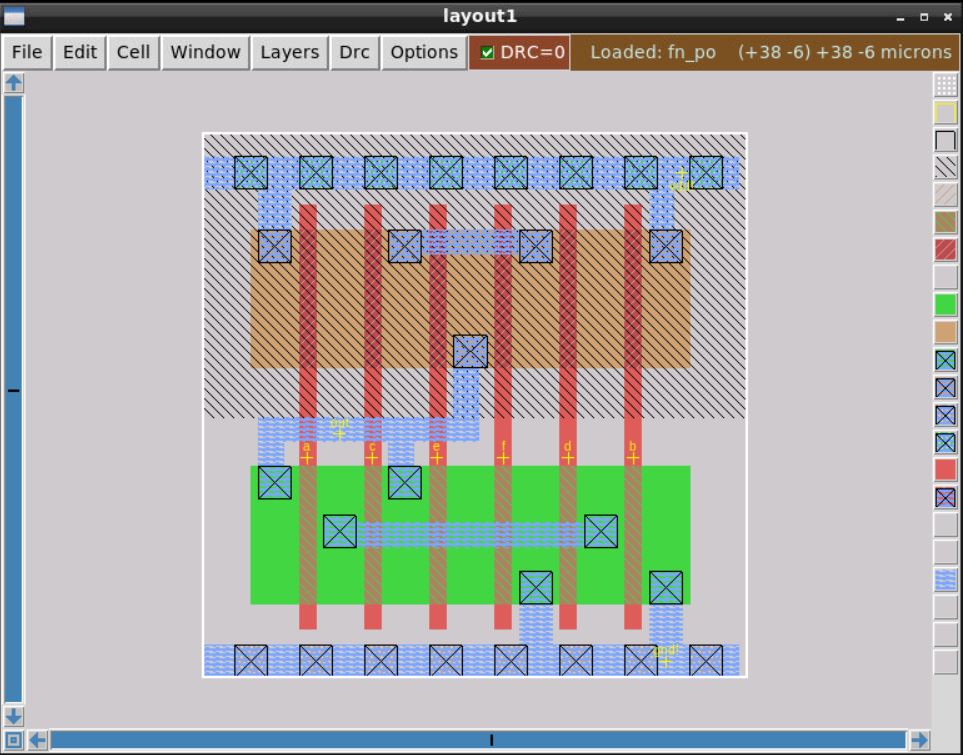 layout1
File Edit Cell Window Layers Drc Options DRC=0 Loaded: fn_po (+38 -6) +38 -6 microns
vdd!
out
a c e f d b
gnd!